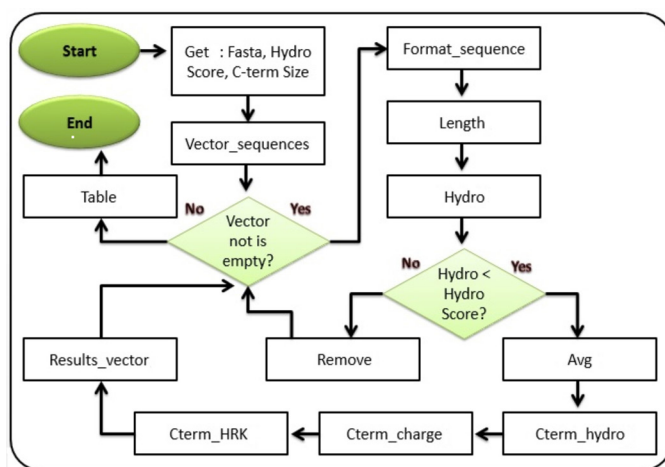 Start
Get : Fasta, Hydro
Score, C-term Size
Format_sequence
End
Vector_sequences
Length
Table
Hydro
No
Yes
Vector
not is
empty?
No
Yes
Hydro <
Hydro
Score?
Results_vector
Remove
Avg
Cterm_HRK
Cterm_charge
Cterm_hydro